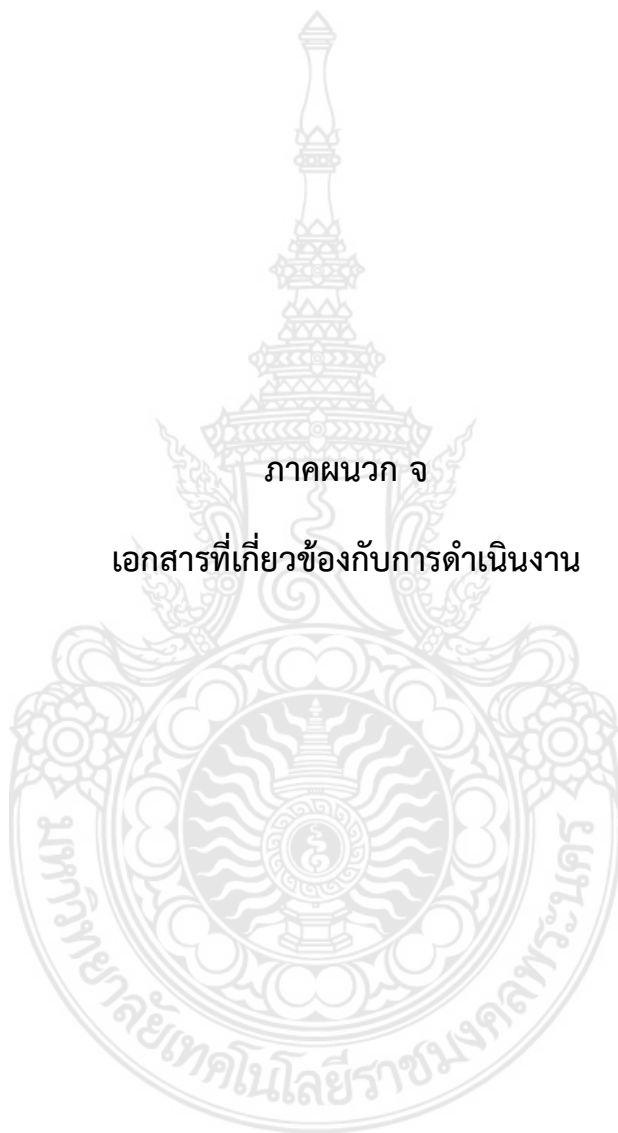 ภาคผนวก จ
เอกสารที่เกี่ยวข้องกับการดำเนินงาน
มหาวิทยาลัยเทคโนโลยีราชมงคลพระนคร